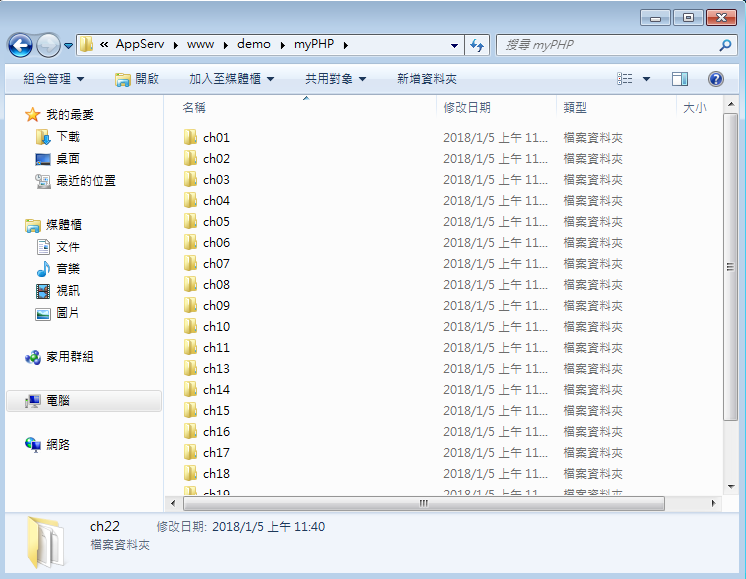 « AppServ ▸ www ▸ demo ▸ myPHP ▸
搜尋 myPHP
組合管理 開啟 加入至媒體櫃 共用對象 新增資料夾
我的最愛
下載
桌面
最近的位置
媒體櫃
文件
音樂
視訊
圖片
家用群組
電腦
網路
名稱 修改日期 類型 大小
ch01 2018/1/5 上午 11... 檔案資料夾
ch02 2018/1/5 上午 11... 檔案資料夾
ch03 2018/1/5 上午 11... 檔案資料夾
ch04 2018/1/5 上午 11... 檔案資料夾
ch05 2018/1/5 上午 11... 檔案資料夾
ch06 2018/1/5 上午 11... 檔案資料夾
ch07 2018/1/5 上午 11... 檔案資料夾
ch08 2018/1/5 上午 11... 檔案資料夾
ch09 2018/1/5 上午 11... 檔案資料夾
ch10 2018/1/5 上午 11... 檔案資料夾
ch11 2018/1/5 上午 11... 檔案資料夾
ch13 2018/1/5 上午 11... 檔案資料夾
ch14 2018/1/5 上午 11... 檔案資料夾
ch15 2018/1/5 上午 11... 檔案資料夾
ch16 2018/1/5 上午 11... 檔案資料夾
ch17 2018/1/5 上午 11... 檔案資料夾
ch18 2018/1/5 上午 11... 檔案資料夾
ch19 2018/1/5 上午 11... 檔案資料夾
ch22 修改日期: 2018/1/5 上午 11:40
檔案資料夾